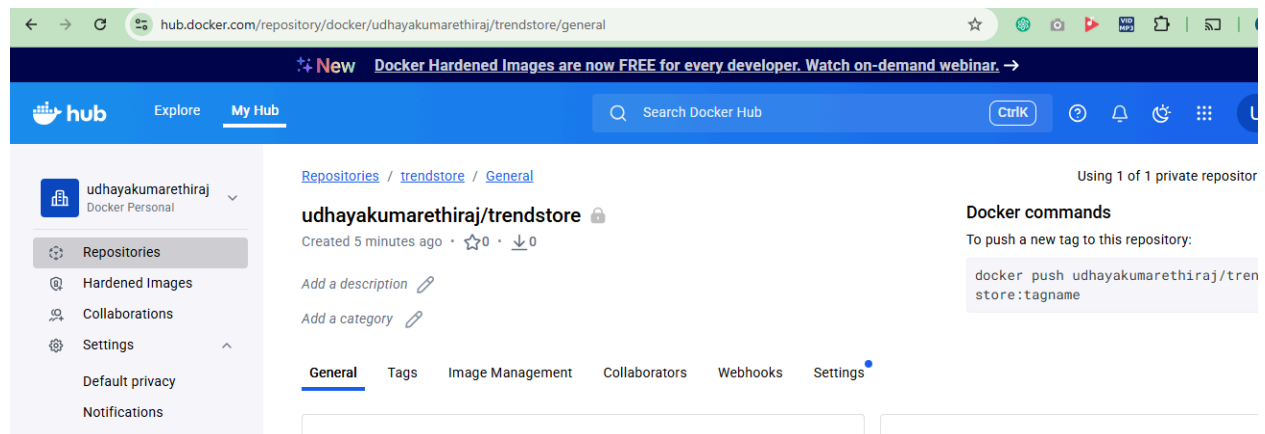 hub.docker.com/repository/docker/udhayakumarethiraj/trendstore/general
VID
MP3
New Docker Hardened Images are now FREE for every developer. Watch on-demand webinar. →
hub Explore My Hub Search Docker Hub CtrlK
udhayakumarethiraj
Docker Personal
Repositories
Hardened Images
Collaborations
Settings
Default privacy
Notifications
Repositories / trendstore / General
udhayakumarethiraj/trendstore
Created 5 minutes ago · 0 · 0
Add a description
Add a category
General Tags Image Management Collaborators Webhooks Settings
Using 1 of 1 private repositor
Docker commands
To push a new tag to this repository:
docker push udhayakumarethiraj/tren
store:tagname